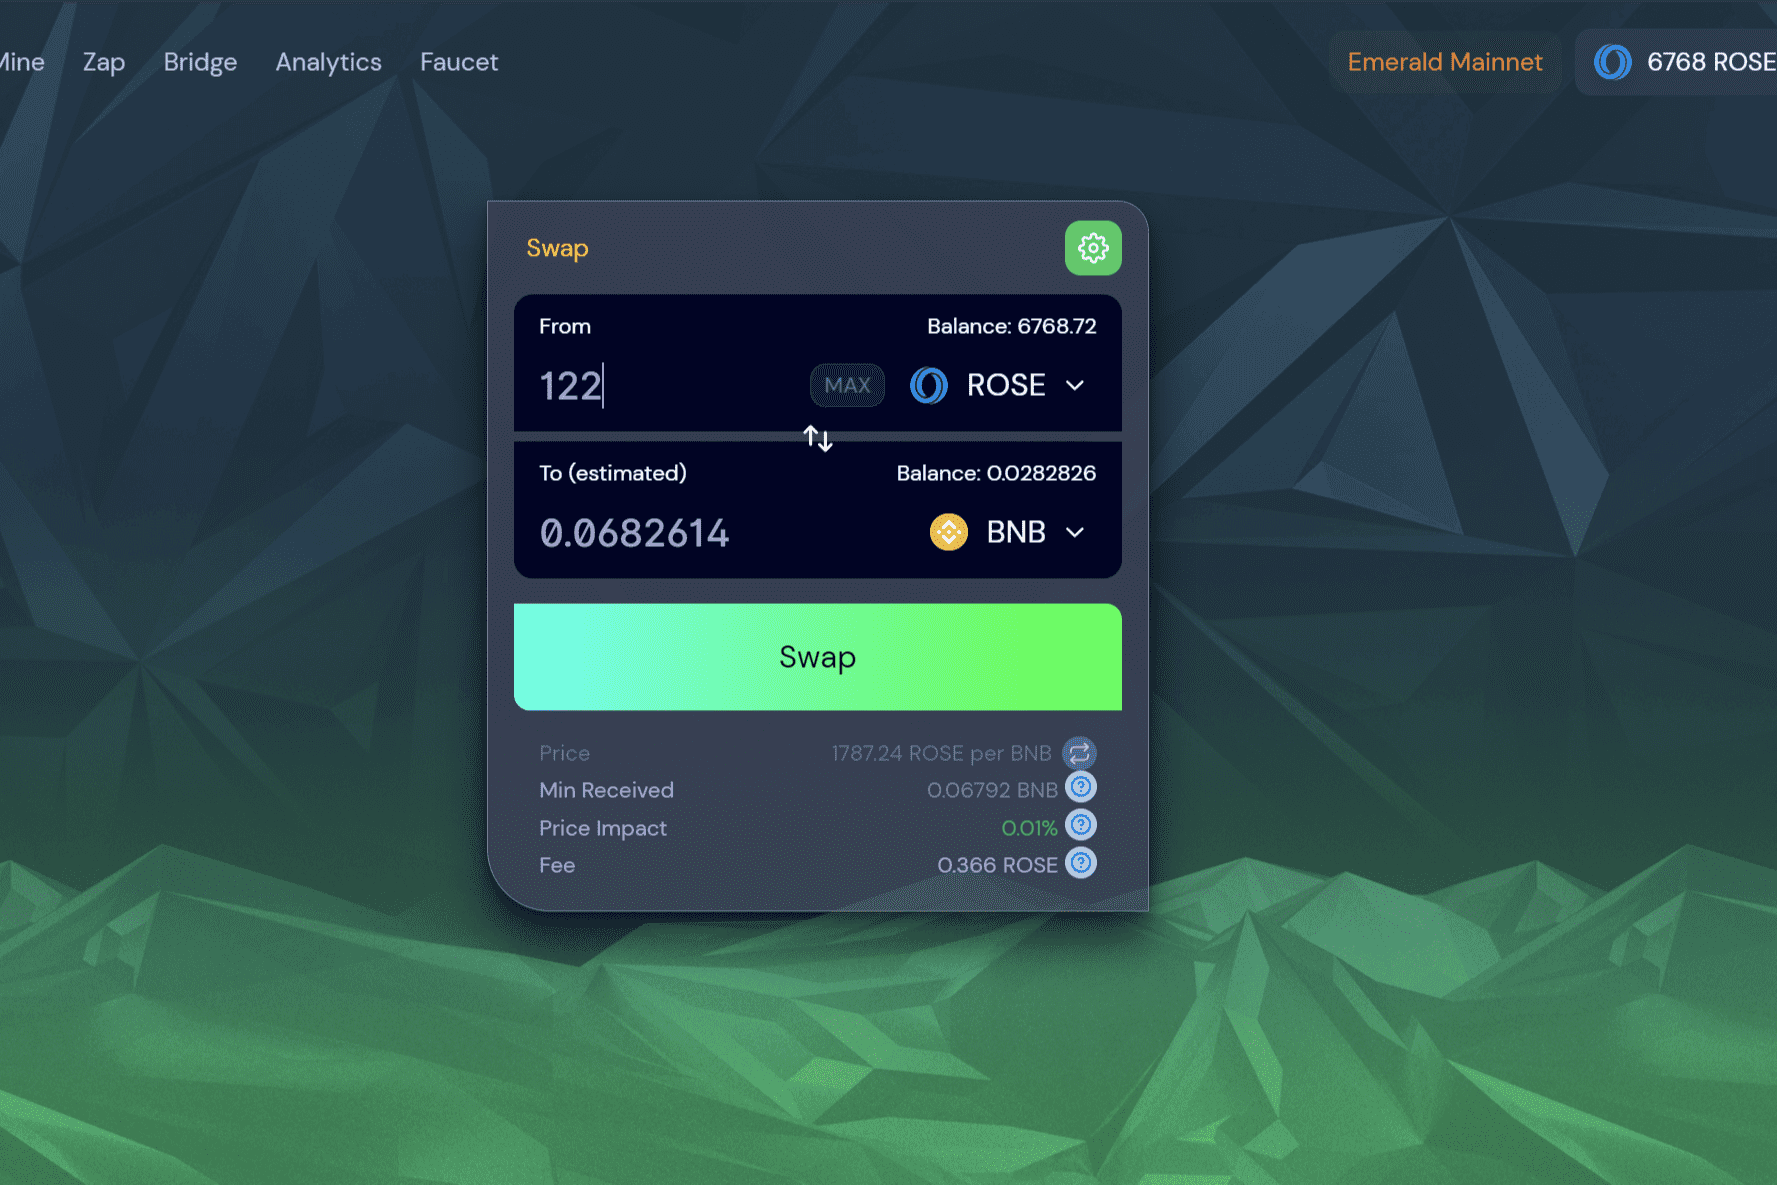 Mine Zap Bridge Analytics Faucet Emerald Mainnet 6768 ROSE
Swap
From Balance: 6768.72
122 MAX ROSE
To (estimated) Balance: 0.0282826
0.0682614 BNB
Swap
Price 1787.24 ROSE per BNB
Min Received 0.06792 BNB
Price Impact 0.01%
Fee 0.366 ROSE